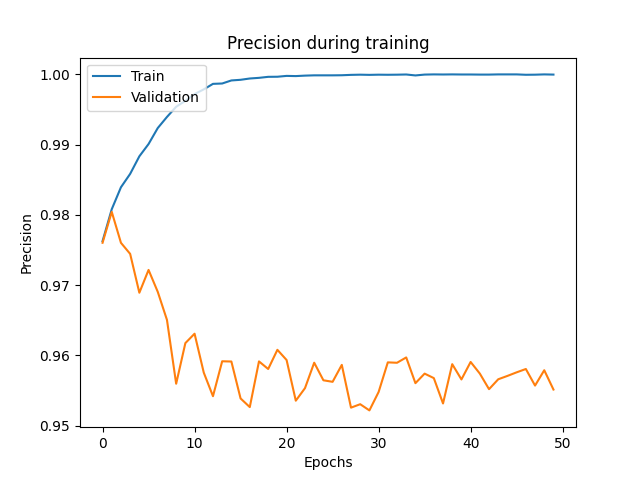 Precision during training
Train
Validation
Precision
1.00
0.99
0.98
0.97
0.96
0.95
0 10 20 30 40 50
Epochs